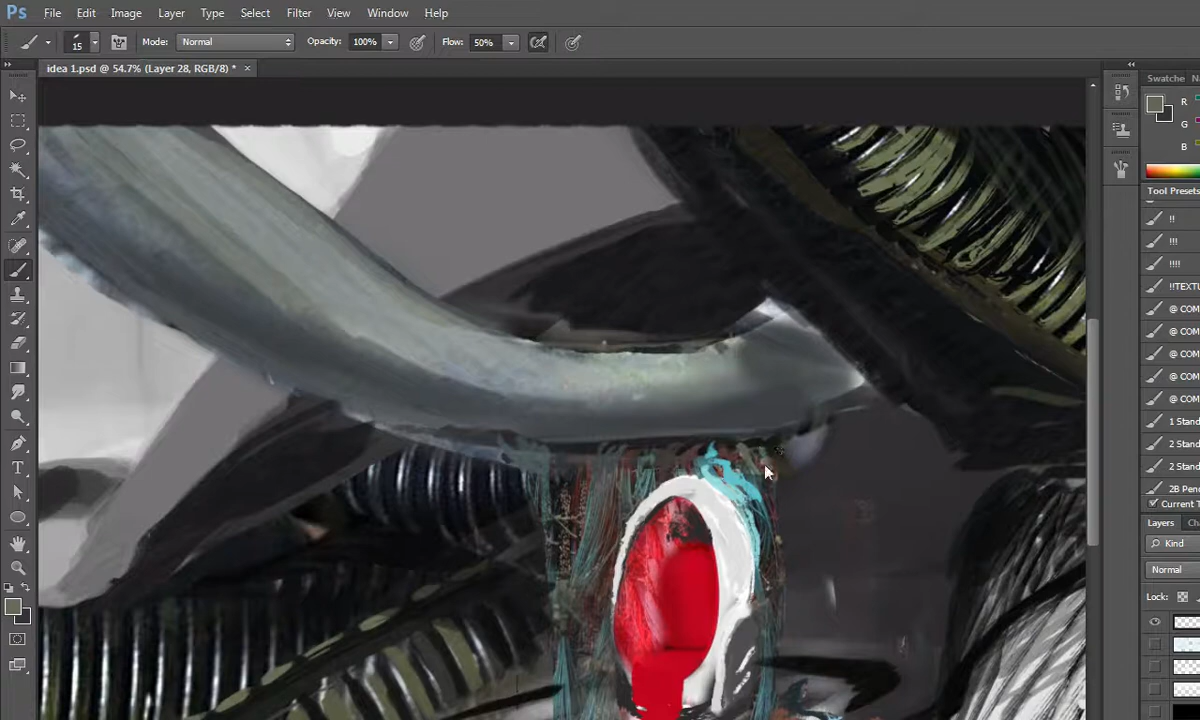 Ps File Edit Image Layer Type Select Filter View Window Help
15 Mode: Normal Opacity: 100% Flow: 50%
idea 1.psd @ 54.7% (Layer 28, RGB/8) * ×
Swatche
R
G
B
Tool Presets
!!
!!!
!!!!
!!TEXTU
@ COM
@ COM
@ COM
@ COM
@ COM
1 Stand
2 Stand
2 Stand
2B Pen
Current T
Layers Ch
Kind
Normal
Lock: